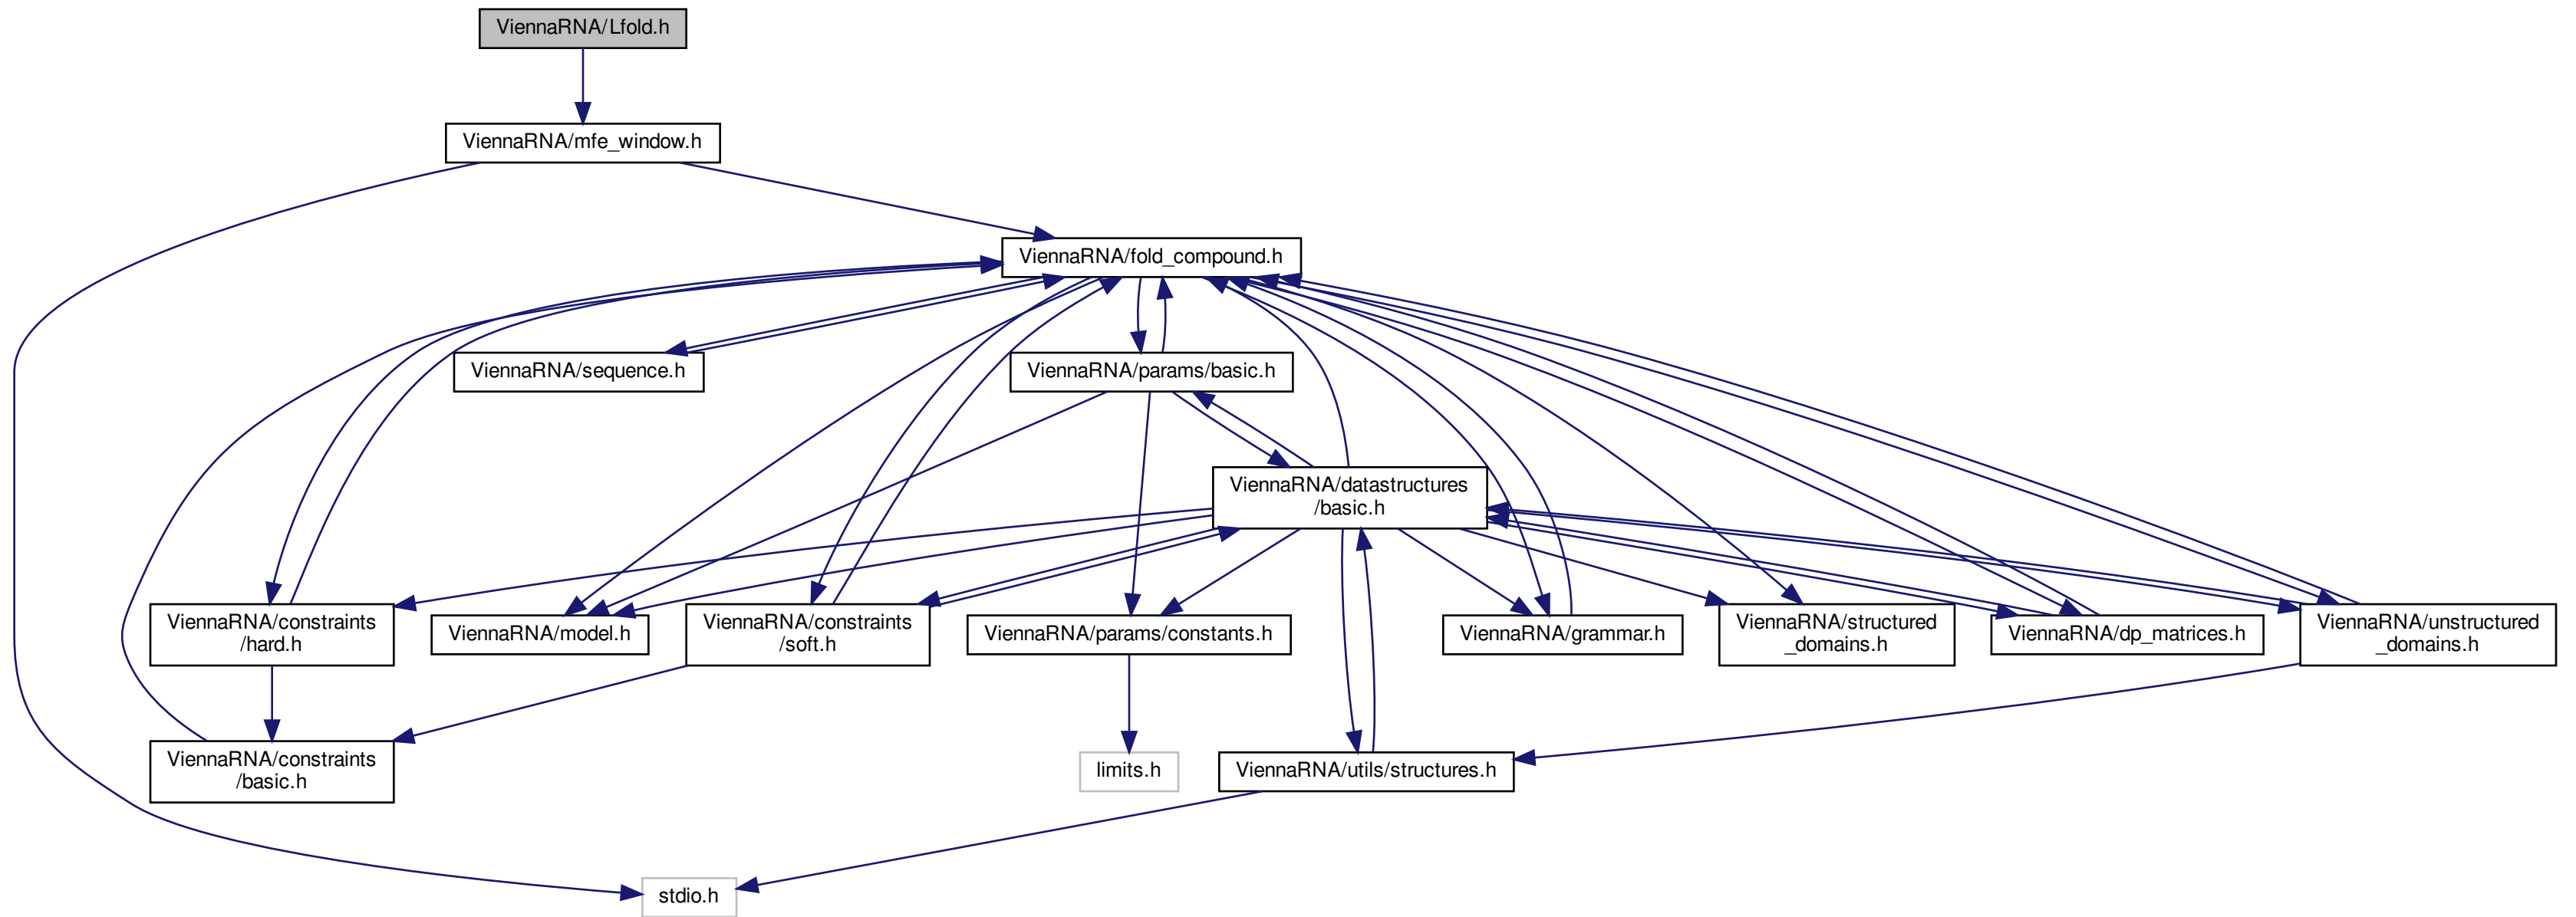 ViennaRNA/Lfold.h
ViennaRNA/mfe_window.h
ViennaRNA/fold_compound.h
ViennaRNA/sequence.h
ViennaRNA/params/basic.h
ViennaRNA/datastructures
/basic.h
ViennaRNA/constraints
/hard.h
ViennaRNA/model.h
ViennaRNA/constraints
/soft.h
ViennaRNA/params/constants.h
ViennaRNA/grammar.h
ViennaRNA/structured
_domains.h
ViennaRNA/dp_matrices.h
ViennaRNA/unstructured
_domains.h
ViennaRNA/constraints
/basic.h
limits.h
ViennaRNA/utils/structures.h
stdio.h